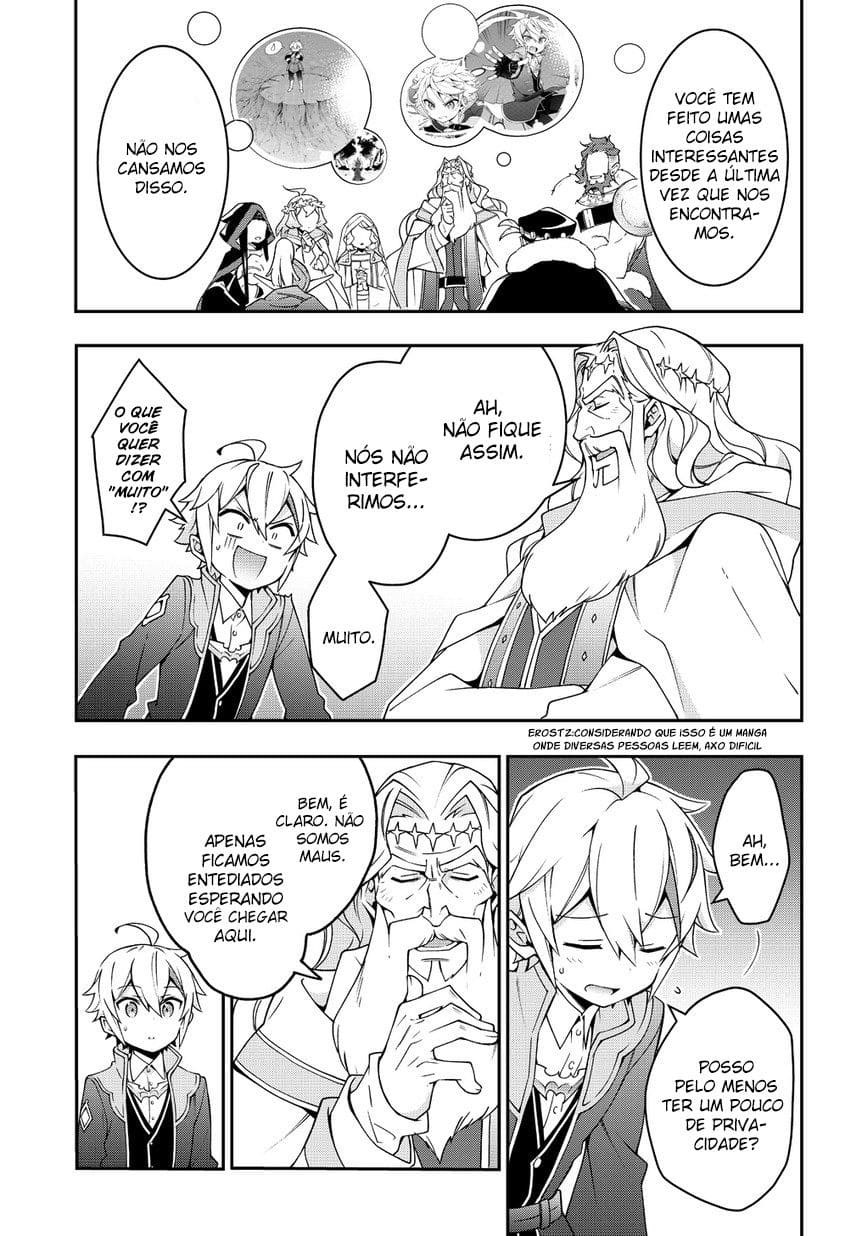 VOCÊ TEM
FEITO UMAS
COISAS
INTERESSANTES
DESDE A ÚLTIMA
VEZ QUE NOS
ENCONTRA-
MOS.
NÃO NOS
CANSAMOS
DISSO.
AH,
NÃO FIQUE
ASSIM.
NÓS NÃO
INTERFE-
RIMOS...
MUITO.
O QUE
VOCÊ
QUER
DIZER
COM
"MUITO"
!?
EROSTZ:CONSIDERANDO QUE ISSO É UM MANGA
ONDE DIVERSAS PESSOAS LEEM, AXO DIFICIL
AH,
BEM...
POSSO
PELO MENOS
TER UM POUCO
DE PRIVA-
CIDADE?
BEM, É
CLARO. NÃO
SOMOS
MAUS.
APENAS
FICAMOS
ENTEDIADOS
ESPERANDO
VOCÊ CHEGAR
AQUI.